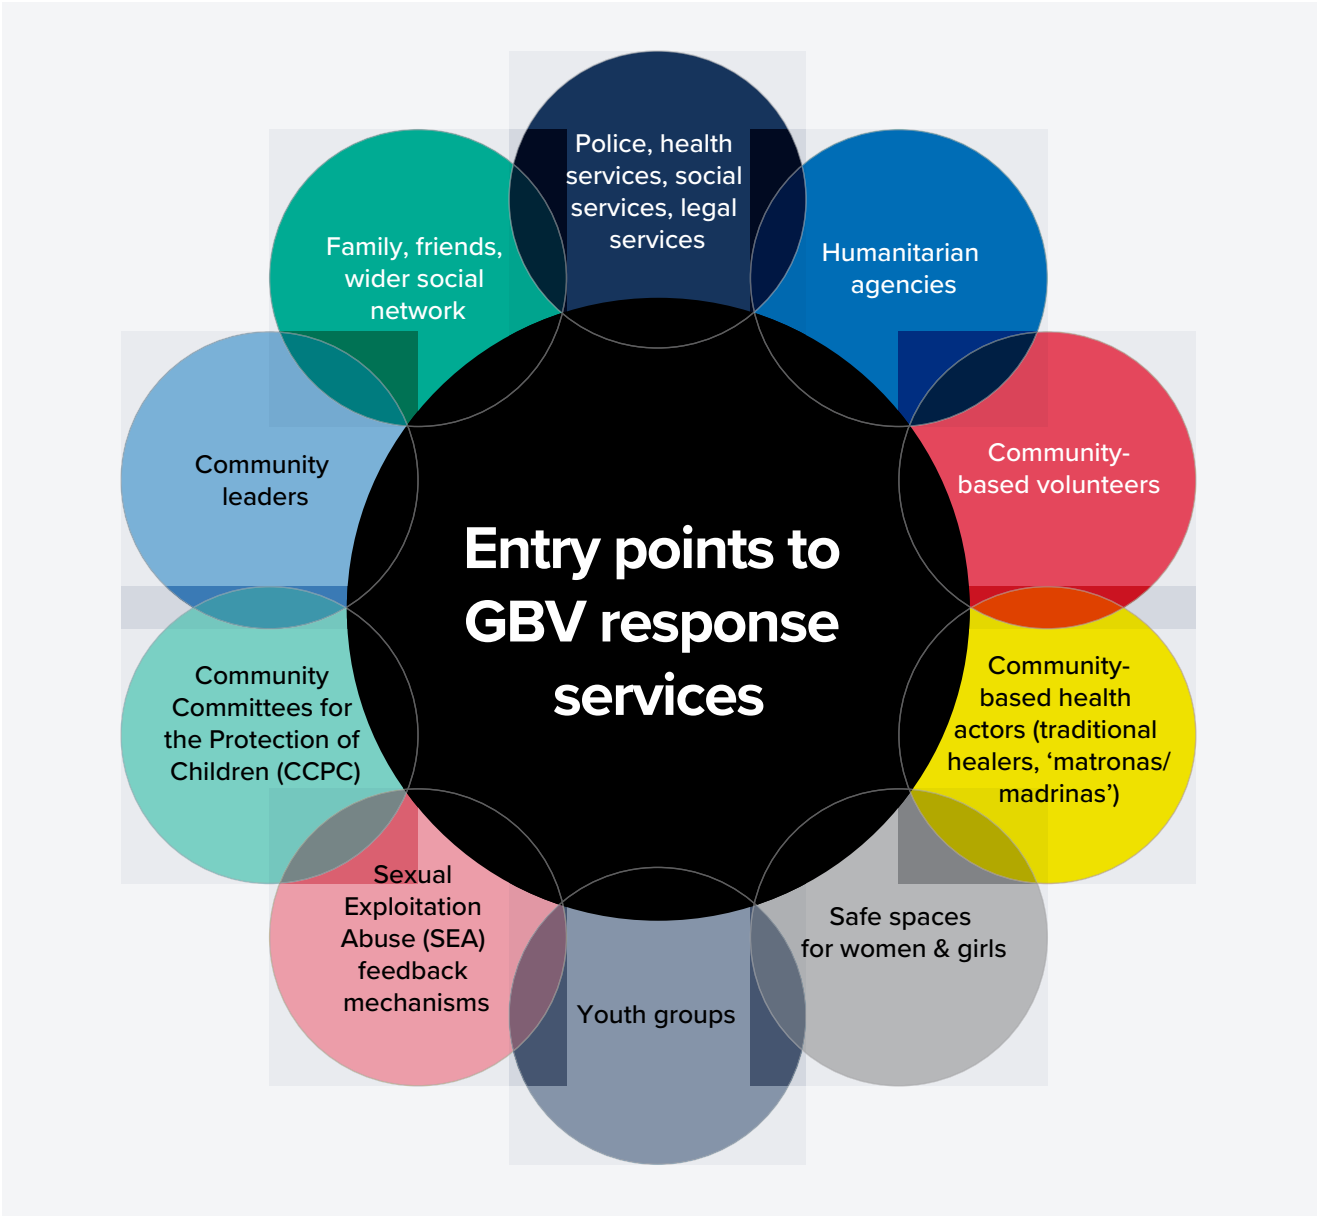 Police, health
services, social
services, legal
services
Humanitarian
agencies
Community-
based volunteers
Community-
based health
actors (traditional
healers, ‘matronas/
madrinas’)
Safe spaces
for women & girls
Youth groups
Sexual
Exploitation
Abuse (SEA)
feedback
mechanisms
Community
Committees for
the Protection of
Children (CCPC)
Community
leaders
Family, friends,
wider social
network
Entry points to
GBV response
services